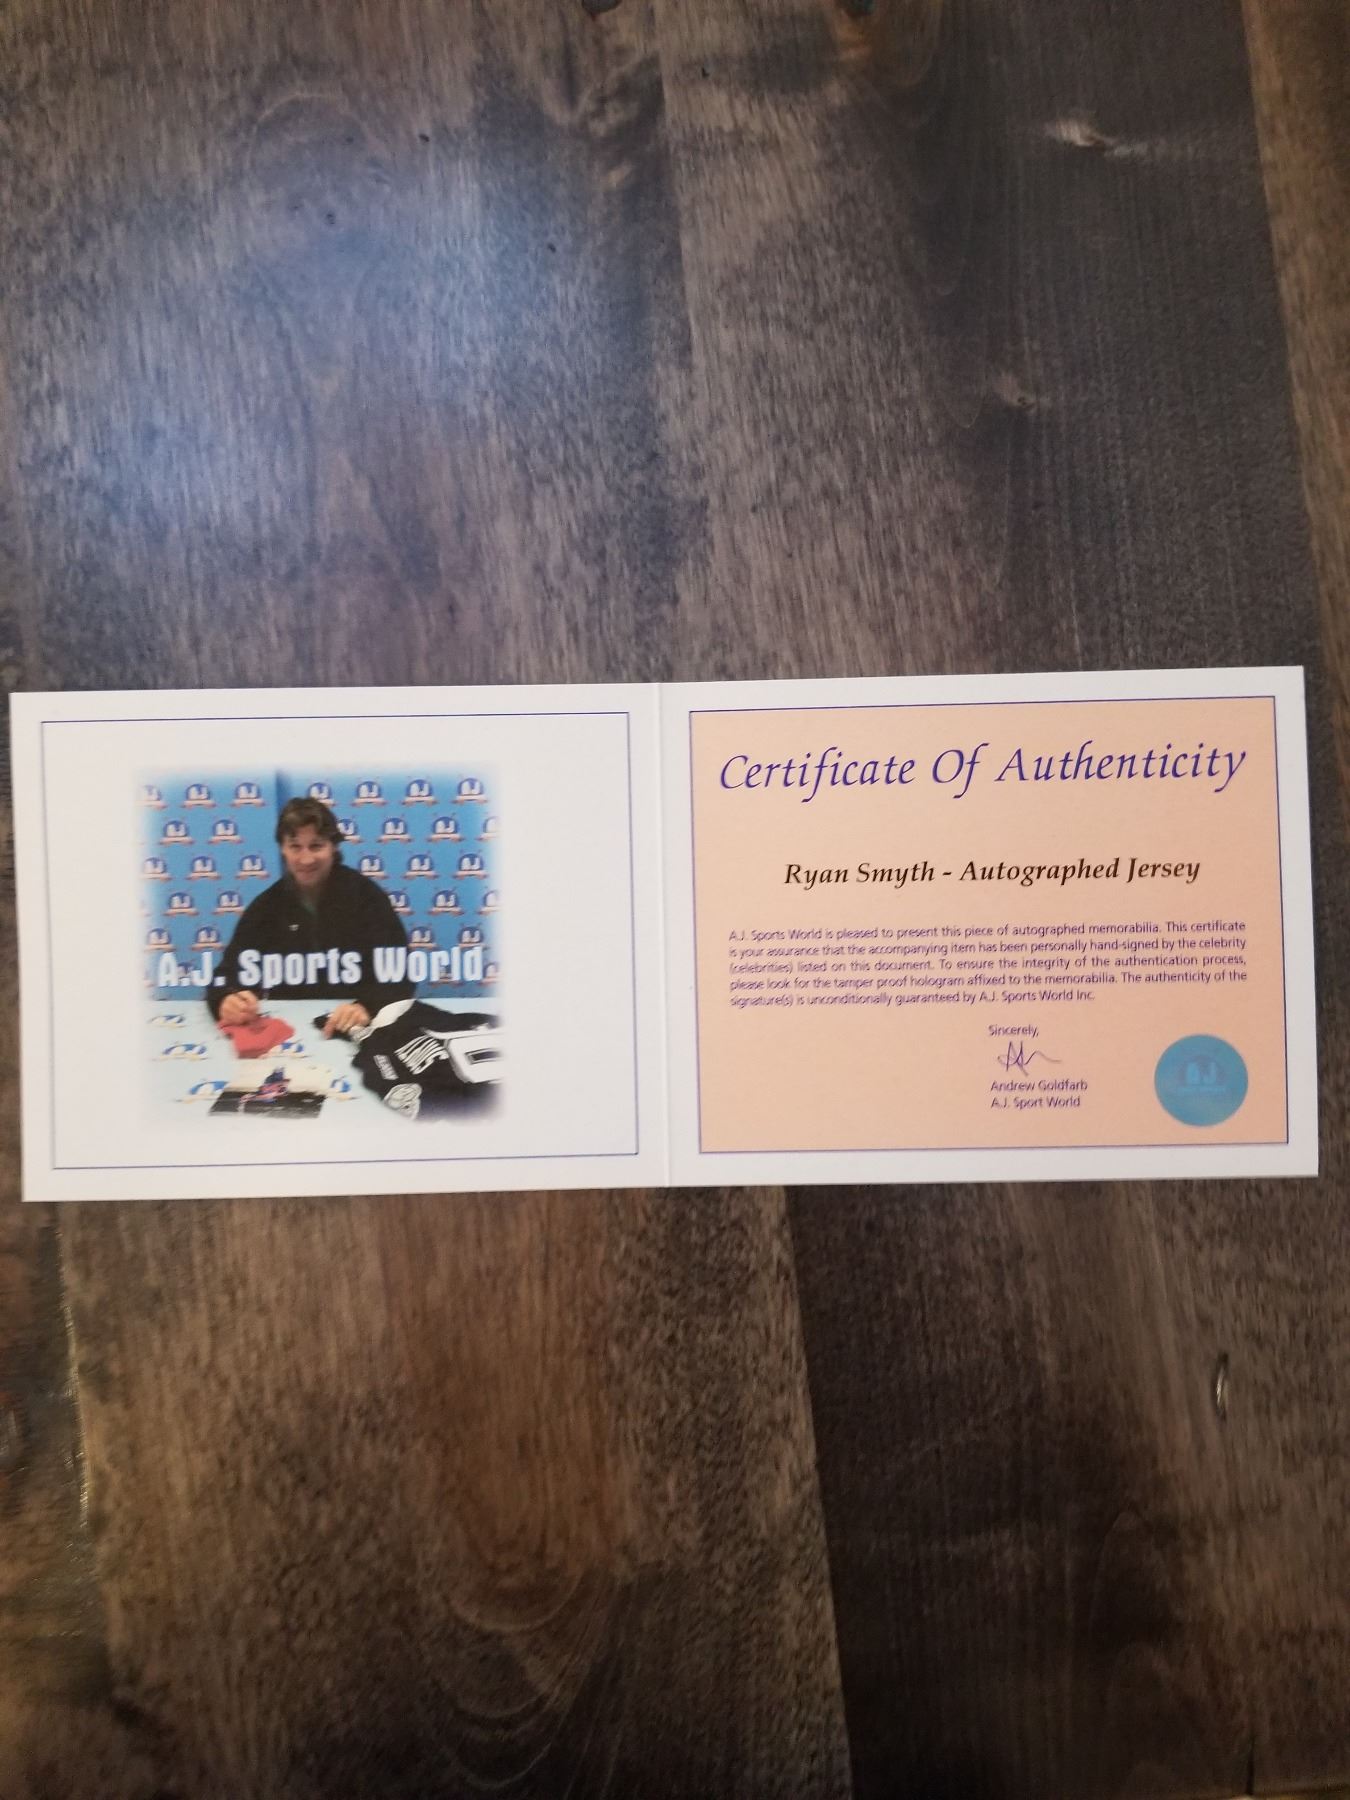 A.J. Sports World
Certificate Of Authenticity
Ryan Smyth - Autographed Jersey
A.J. Sports World is pleased to present this piece of autographed memorabilia. This certificate
is your assurance that the accompanying item has been personally hand-signed by the celebrity
(celebrities) listed on this document. To ensure the integrity of the authentication process,
please look for the tamper proof hologram affixed to the memorabilia. The authenticity of the
signature(s) is unconditionally guaranteed by A.J. Sports World Inc.
Sincerely,
Andrew Goldfarb
A.J. Sport World
AJ